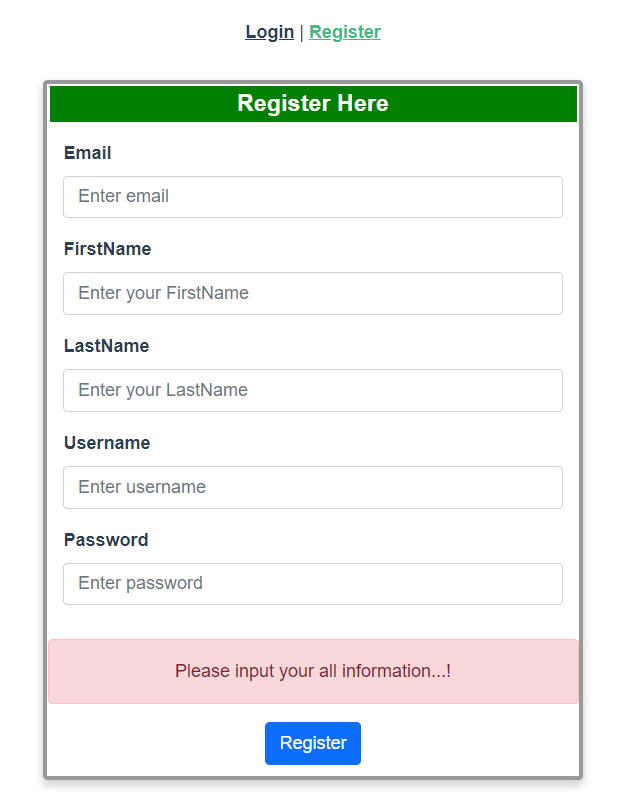 Login | Register
Register Here
Email
Enter email
FirstName
Enter your FirstName
LastName
Enter your LastName
Username
Enter username
Password
Enter password
Please input your all information...!
Register